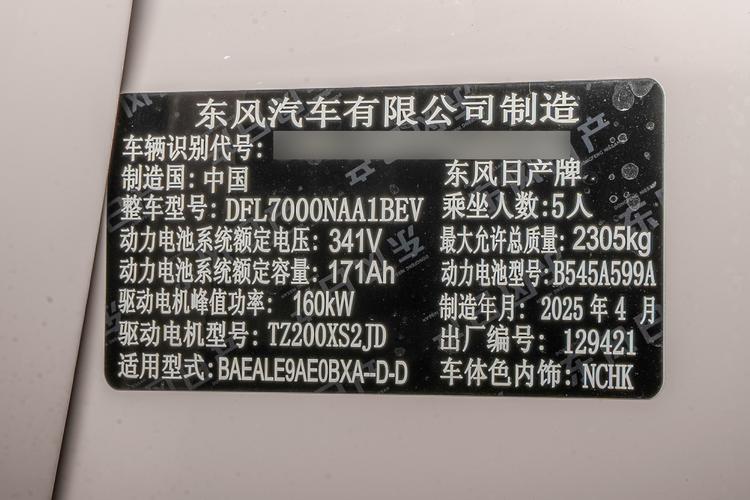 东风汽车有限公司制造
车辆识别代号:
制造国: 中国
东风日产牌
整车型号: DFL7000NAA1BEV
乘坐人数: 5人
动力电池系统额定电压: 341V
最大允许总质量: 2305kg
动力电池系统额定容量: 171Ah
动力电池型号: B545A599A
驱动电机峰值功率: 160kW
制造年月: 2025 年 4 月
驱动电机型号: TZ200XS2JD
出厂编号: 129421
适用型式: BAEALE9AE0BXA--D-D
车体色内饰: NCHK